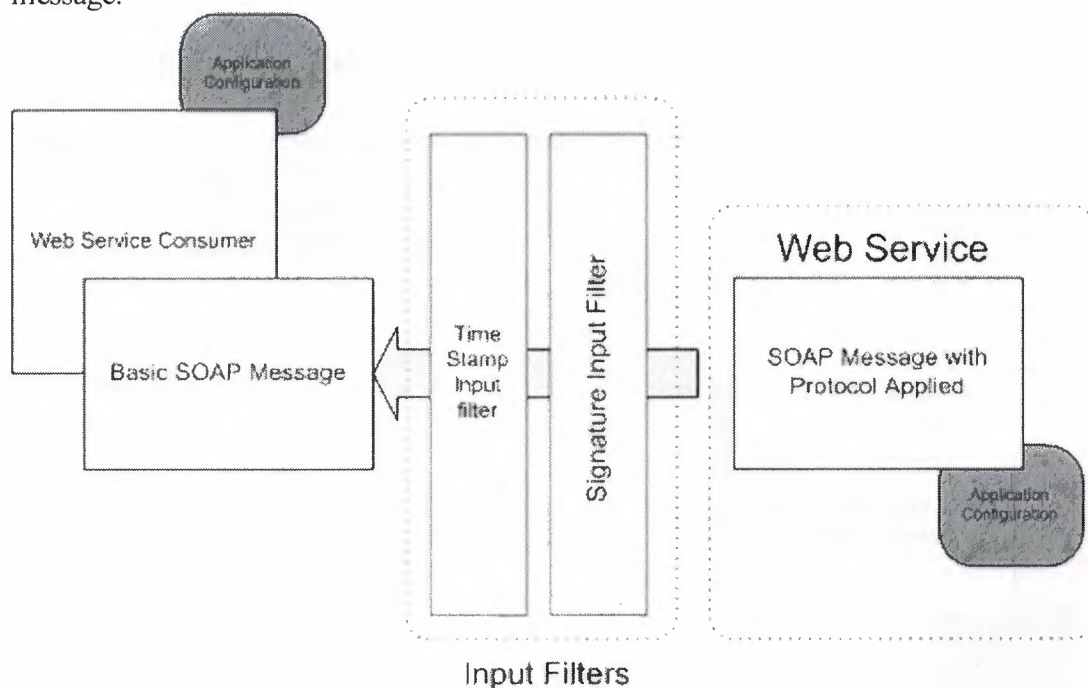 message.
Application
Configuration
Web Service Consumer
Basic SOAP Message
Time
Stamp
Input
filter
Signature Input Filter
Web Service
SOAP Message with
Protocol Applied
Application
Configuration
Input Filters